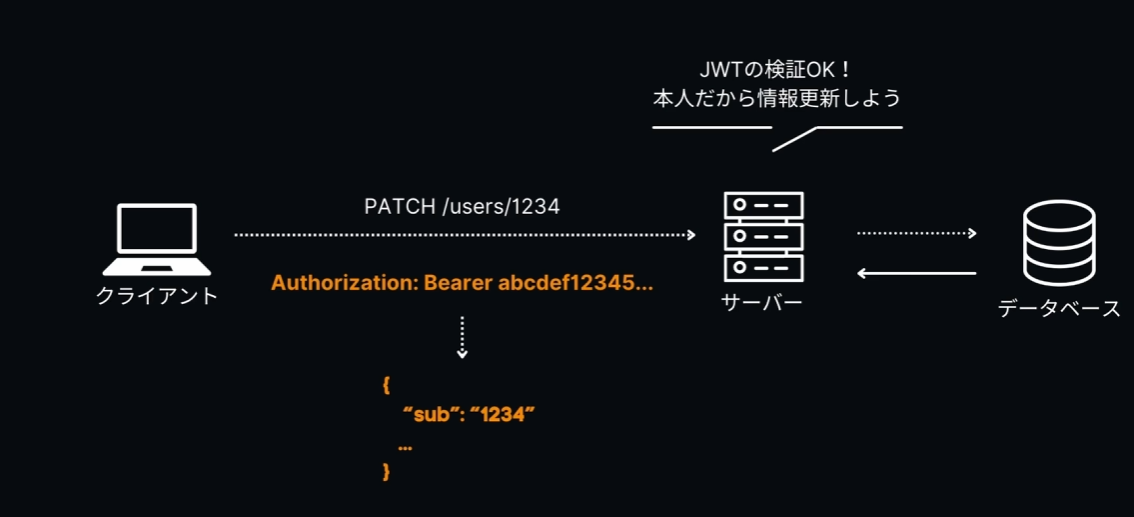 JWTの検証OK！
本人だから情報更新しよう
PATCH /users/1234
Authorization: Bearer abcdef12345...
クライアント
サーバー
データベース
{
“sub”: “1234”
...
}